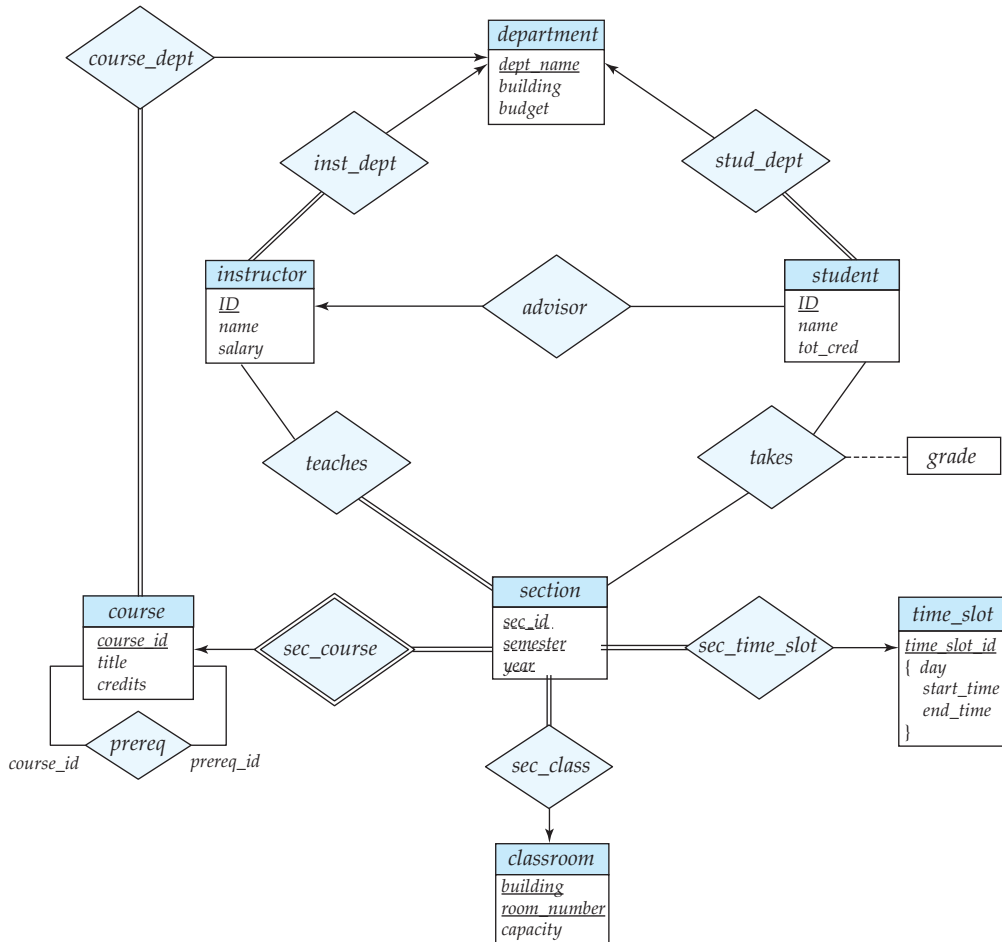 department
dept_name
building
budget
course_dept
inst_dept
stud_dept
instructor
ID
name
salary
advisor
student
ID
name
tot_cred
teaches
takes
grade
course
course_id
title
credits
sec_course
section
sec_id
semester
year
sec_time_slot
time_slot
time_slot_id
{ day
start_time
end_time
}
prereq
course_id
prereq_id
sec_class
classroom
building
room_number
capacity